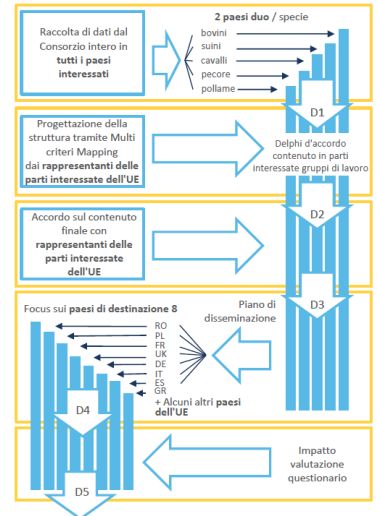 Raccolta di dati dal
Consorzio intero in
tutti i paesi
interessati
2 paesi duo / specie
bovini
suini
cavalli
pecore
pollame
D1
Progettazione della
struttura tramite Multi
criteri Mapping
dai rappresentanti delle
parti interessate dell'UE
Delphi d'accordo
contenuto in parti
interessate gruppi di lavoro
Accordo sul contenuto
finale con
rappresentanti delle
parti interessate
dell'UE
D2
D3
Focus sui paesi di destinazione 8
RO
PL
FR
UK
DE
IT
ES
GR
+ Alcuni altri paesi
dell'UE
Piano di
disseminazione
D4
Impatto
valutazione
questionario
D5